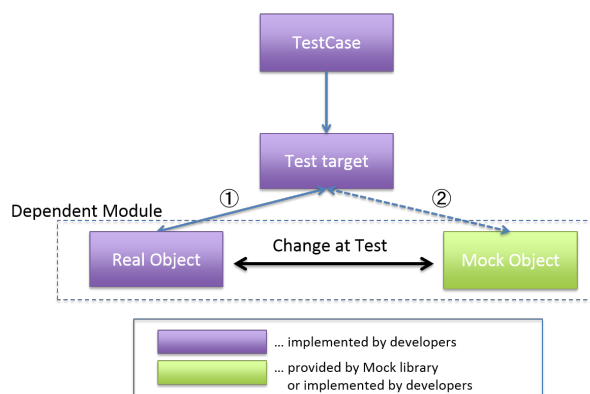 TestCase
Test target
①
②
Dependent Module
Real Object
Change at Test
Mock Object
... implemented by developers
... provided by Mock library
or implemented by developers